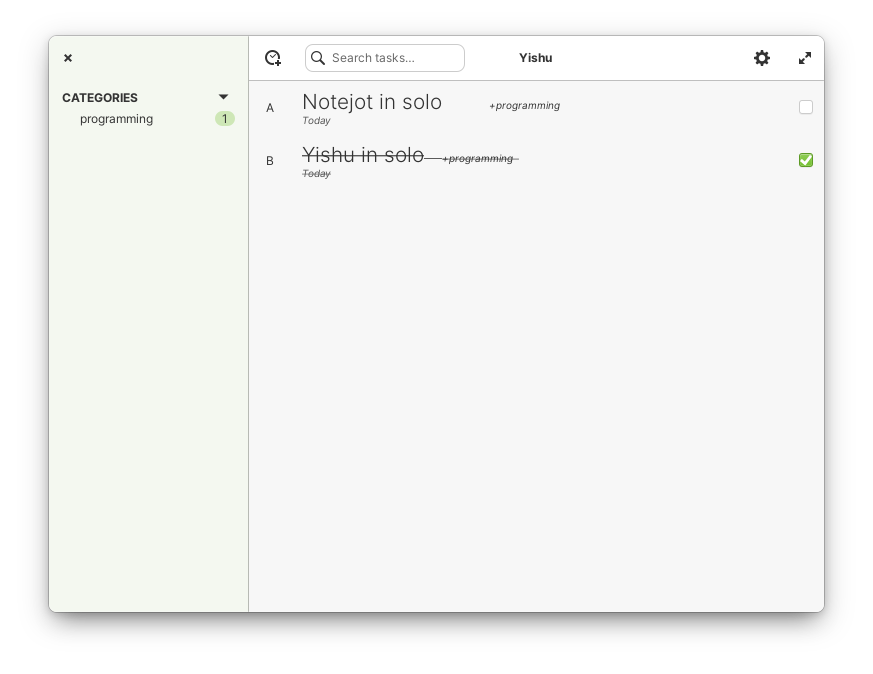 Search tasks...
Yishu
CATEGORIES
programming 1
A Notejot in solo +programming
Today
B Yishu in solo +programming
Today